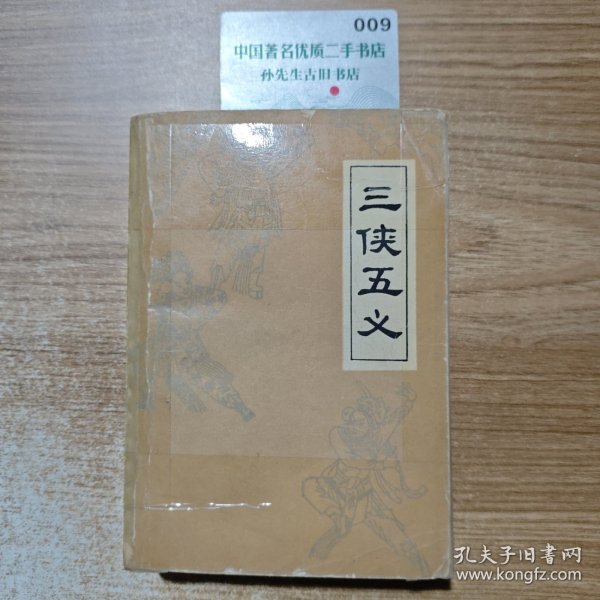 009
中国著名优质二手书店
孙先生古旧书店
三侠五义
孔夫子旧书网
www.kongfz.com